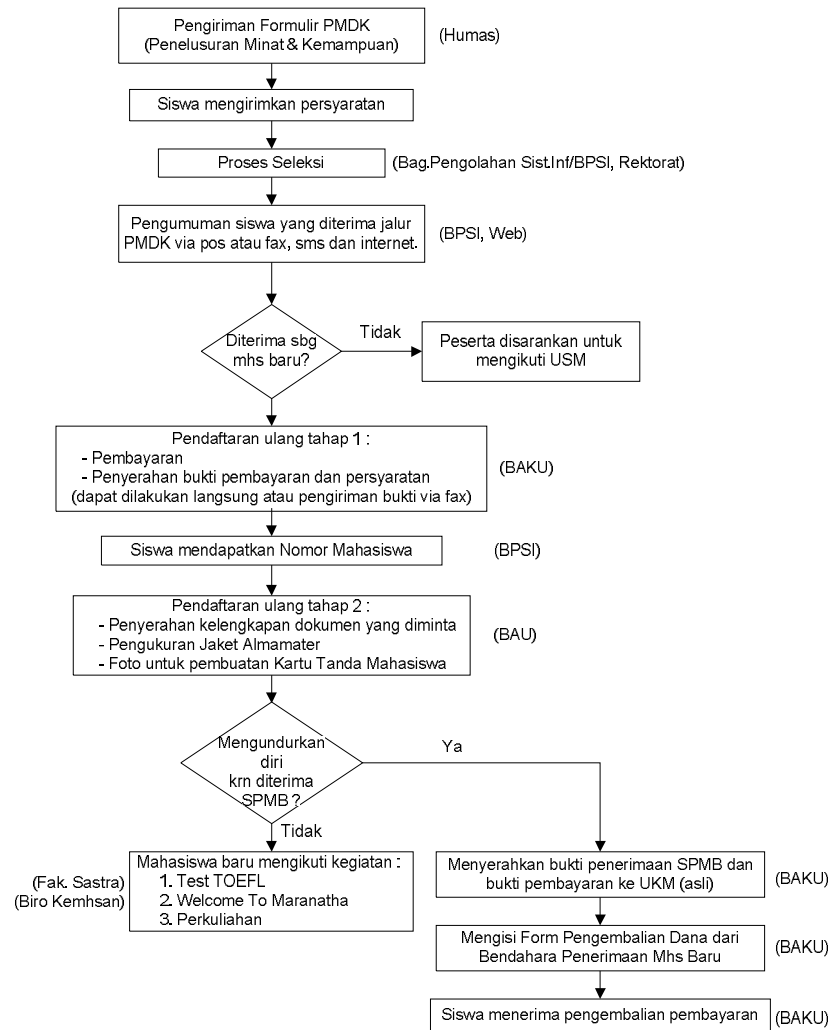 Pengiriman Formulir PMDK
(Penelusuran Minat & Kemampuan)
(Humas)
Siswa mengirimkan persyaratan
Proses Seleksi
(Bag.Pengolahan Sist.Inf/BPSI, Rektorat)
Pengumuman siswa yang diterima jalur
PMDK via pos atau fax, sms dan internet.
(BPSI, Web)
Diterima sbg
mhs baru?
Tidak
Peserta disarankan untuk
mengikuti USM
Pendaftaran ulang tahap 1 :
- Pembayaran
- Penyerahan bukti pembayaran dan persyaratan
(dapat dilakukan langsung atau pengiriman bukti via fax)
(BAKU)
Siswa mendapatkan Nomor Mahasiswa
(BPSI)
Pendaftaran ulang tahap 2 :
- Penyerahan kelengkapan dokumen yang diminta
- Pengukuran Jaket Almamater
- Foto untuk pembuatan Kartu Tanda Mahasiswa
(BAU)
Mengundurkan
diri
krn diterima
SPMB ?
Ya
Tidak
(Fak. Sastra)
(Biro Kemhsan)
Mahasiswa baru mengikuti kegiatan :
1. Test TOEFL
2. Welcome To Maranatha
3. Perkuliahan
Menyerahkan bukti penerimaan SPMB dan
bukti pembayaran ke UKM (asli)
(BAKU)
Mengisi Form Pengembalian Dana dari
Bendahara Penerimaan Mhs Baru
(BAKU)
Siswa menerima pengembalian pembayaran
(BAKU)